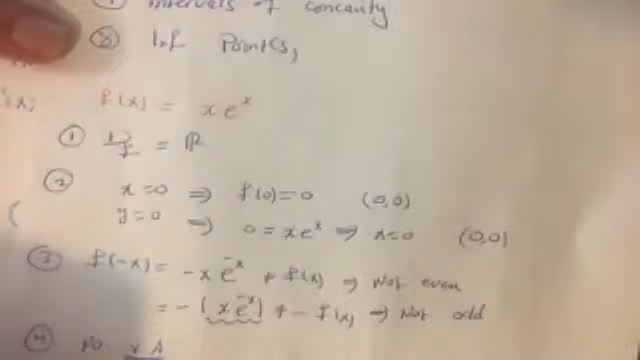 intervals of concavity
⑧ Inf Points,
f(x) = x e^x
① D_f = ℝ
② x=0 ⇒ f(0)=0 (0,0)
y=0 ⇒ 0 = x e^x ⇒ x=0 (0,0)
③ f(-x) = -x e^-x ≠ f(x) ⇒ Not even
= -(x e^-x) ≠ -f(x) ⇒ Not odd
④ No V A